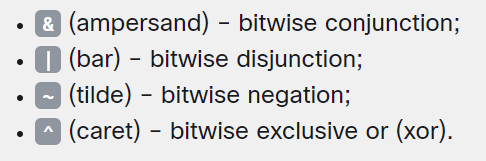 • & (ampersand) – bitwise conjunction;
• | (bar) – bitwise disjunction;
• ~ (tilde) – bitwise negation;
• ^ (caret) – bitwise exclusive or (xor).